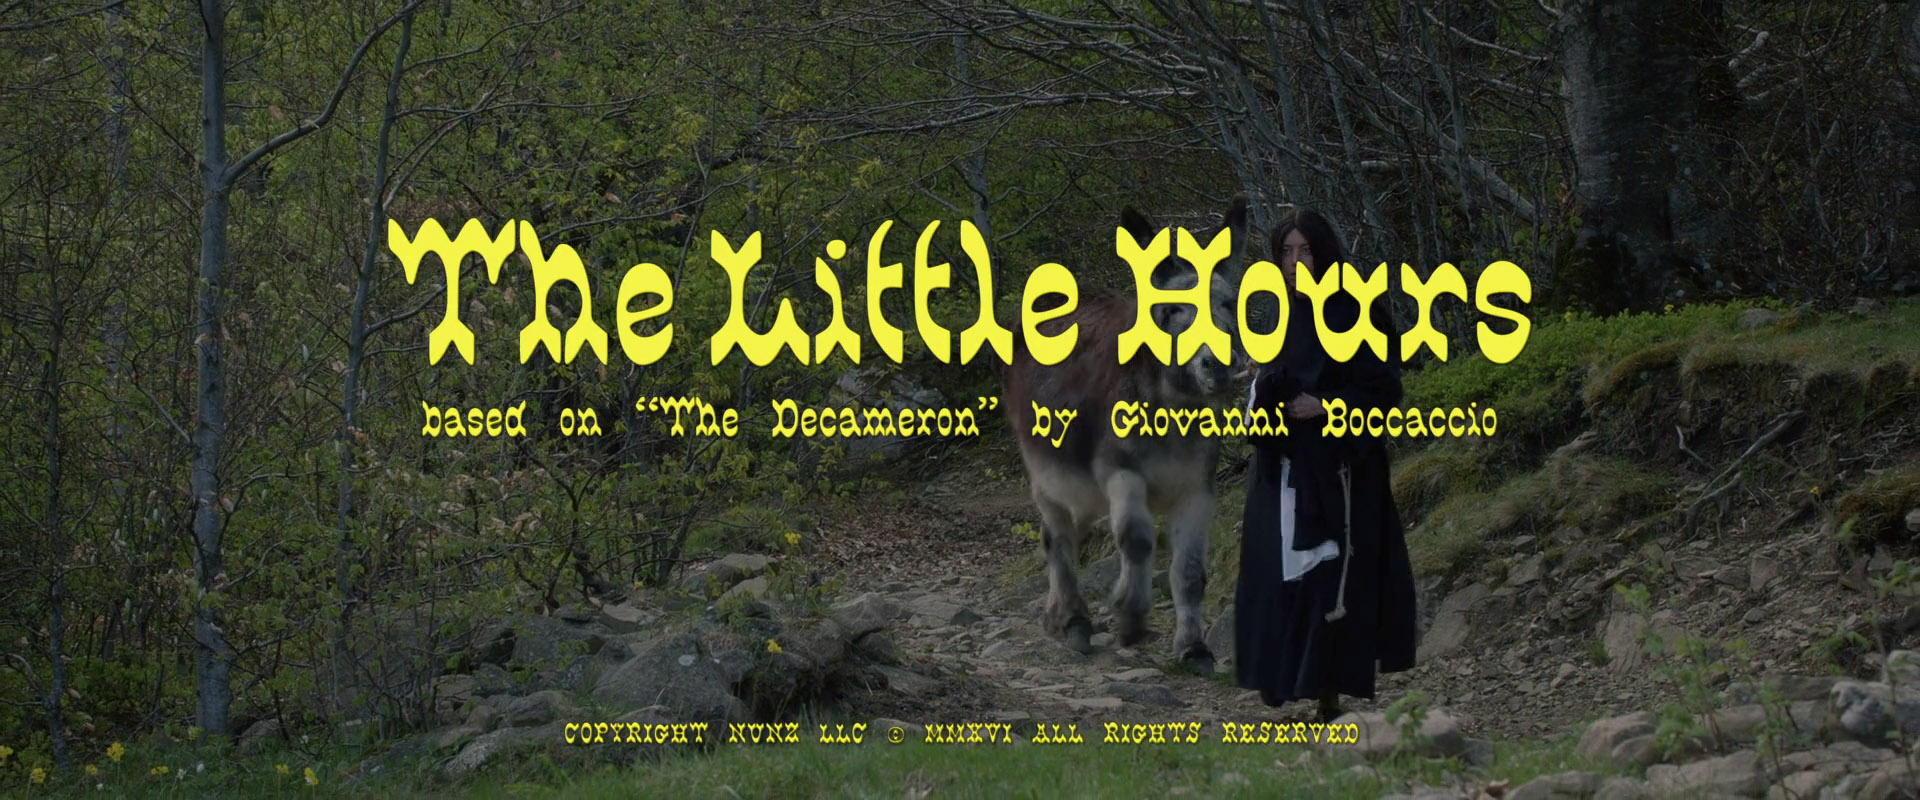 The Little Hours
based on “The Decameron” by Giovanni Boccaccio
COPYRIGHT NUNZ LLC © MMXVI ALL RIGHTS RESERVED